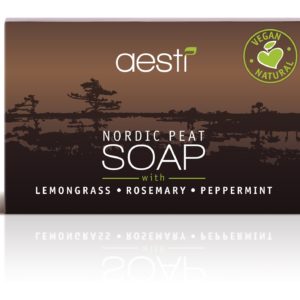 aesti
VEGAN
NATURAL
NORDIC PEAT
SOAP
with
LEMONGRASS • ROSEMARY • PEPPERMINT